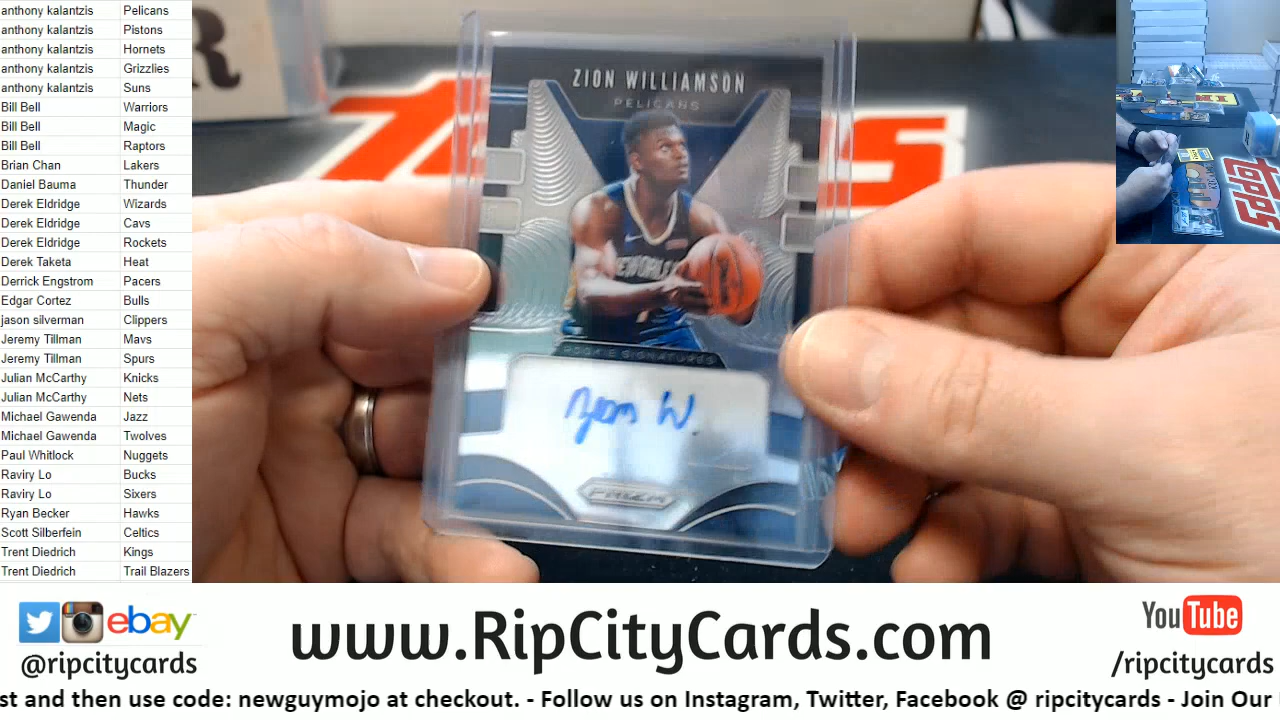 anthony kalantzis Pelicans
anthony kalantzis Pistons
anthony kalantzis Hornets
anthony kalantzis Grizzlies
anthony kalantzis Suns
Bill Bell Warriors
Bill Bell Magic
Bill Bell Raptors
Brian Chan Lakers
Daniel Bauma Thunder
Derek Eldridge Wizards
Derek Eldridge Cavs
Derek Eldridge Rockets
Derek Taketa Heat
Derrick Engstrom Pacers
Edgar Cortez Bulls
jason silverman Clippers
Jeremy Tillman Mavs
Jeremy Tillman Spurs
Julian McCarthy Knicks
Julian McCarthy Nets
Michael Gawenda Jazz
Michael Gawenda Twolves
Paul Whitlock Nuggets
Raviry Lo Bucks
Raviry Lo Sixers
Ryan Becker Hawks
Scott Silberfein Celtics
Trent Diedrich Kings
Trent Diedrich Trail Blazers
ZION WILLIAMSON
PELICANS
ROOKIE SIGNATURES
Zion W.
PRIZM
Topps
ebay
@ripcitycards
www.RipCityCards.com
YouTube
/ripcitycards
st and then use code: newguymojo at checkout. - Follow us on Instagram, Twitter, Facebook @ ripcitycards - Join Our